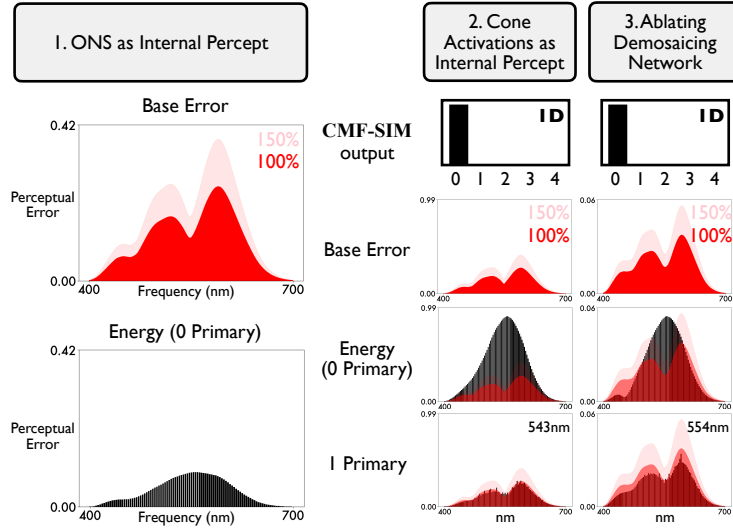 1. ONS as Internal Percept
2. Cone
Activations as
Internal Percept
3. Ablating
Demosaicing
Network
Base Error
0.42
150%
100%
Perceptual
Error
0.00
400
Frequency (nm)
700
Energy (0 Primary)
0.42
Perceptual
Error
0.00
400
Frequency (nm)
700
CMF-SIM
output
1D
0 1 2 3 4
1D
0 1 2 3 4
Base Error
0.99
150%
100%
0.00
400
700
0.06
150%
100%
0.00
400
700
Energy
(0 Primary)
0.99
0.00
400
700
0.06
0.00
400
700
1 Primary
0.99
543nm
0.00
400
nm
700
0.06
554nm
0.00
400
nm
700